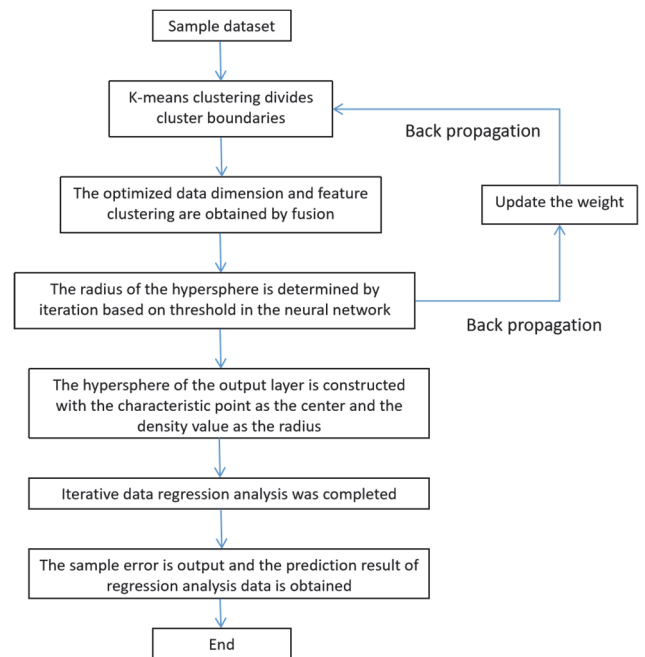 Sample dataset
K-means clustering divides
cluster boundaries
Back propagation
The optimized data dimension and feature
clustering are obtained by fusion
Update the weight
The radius of the hypersphere is determined by
iteration based on threshold in the neural network
Back propagation
The hypersphere of the output layer is constructed
with the characteristic point as the center and the
density value as the radius
Iterative data regression analysis was completed
The sample error is output and the prediction result of
regression analysis data is obtained
End